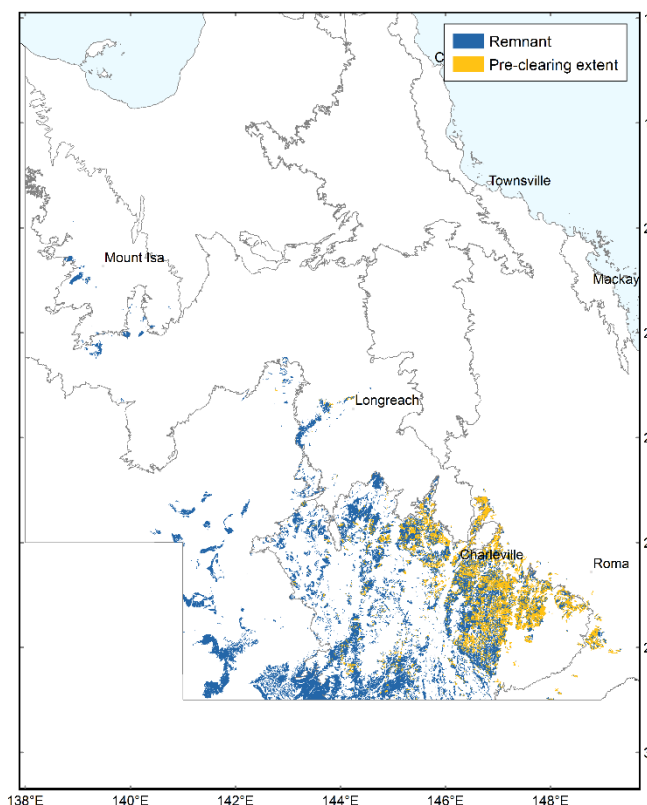 Remnant
Pre-clearing extent
C
Townsville
Mount Isa
Mackay
Longreach
Charleville
Roma
138°E 140°E 142°E 144°E 146°E 148°E